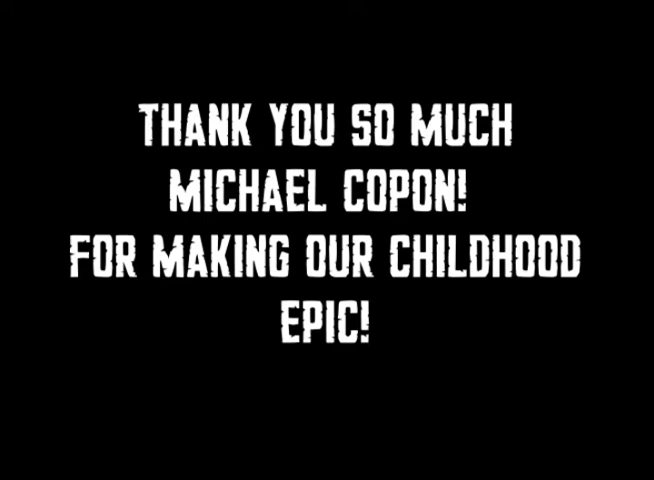 THANK YOU SO MUCH
MICHAEL COPON!
FOR MAKING OUR CHILDHOOD
EPIC!